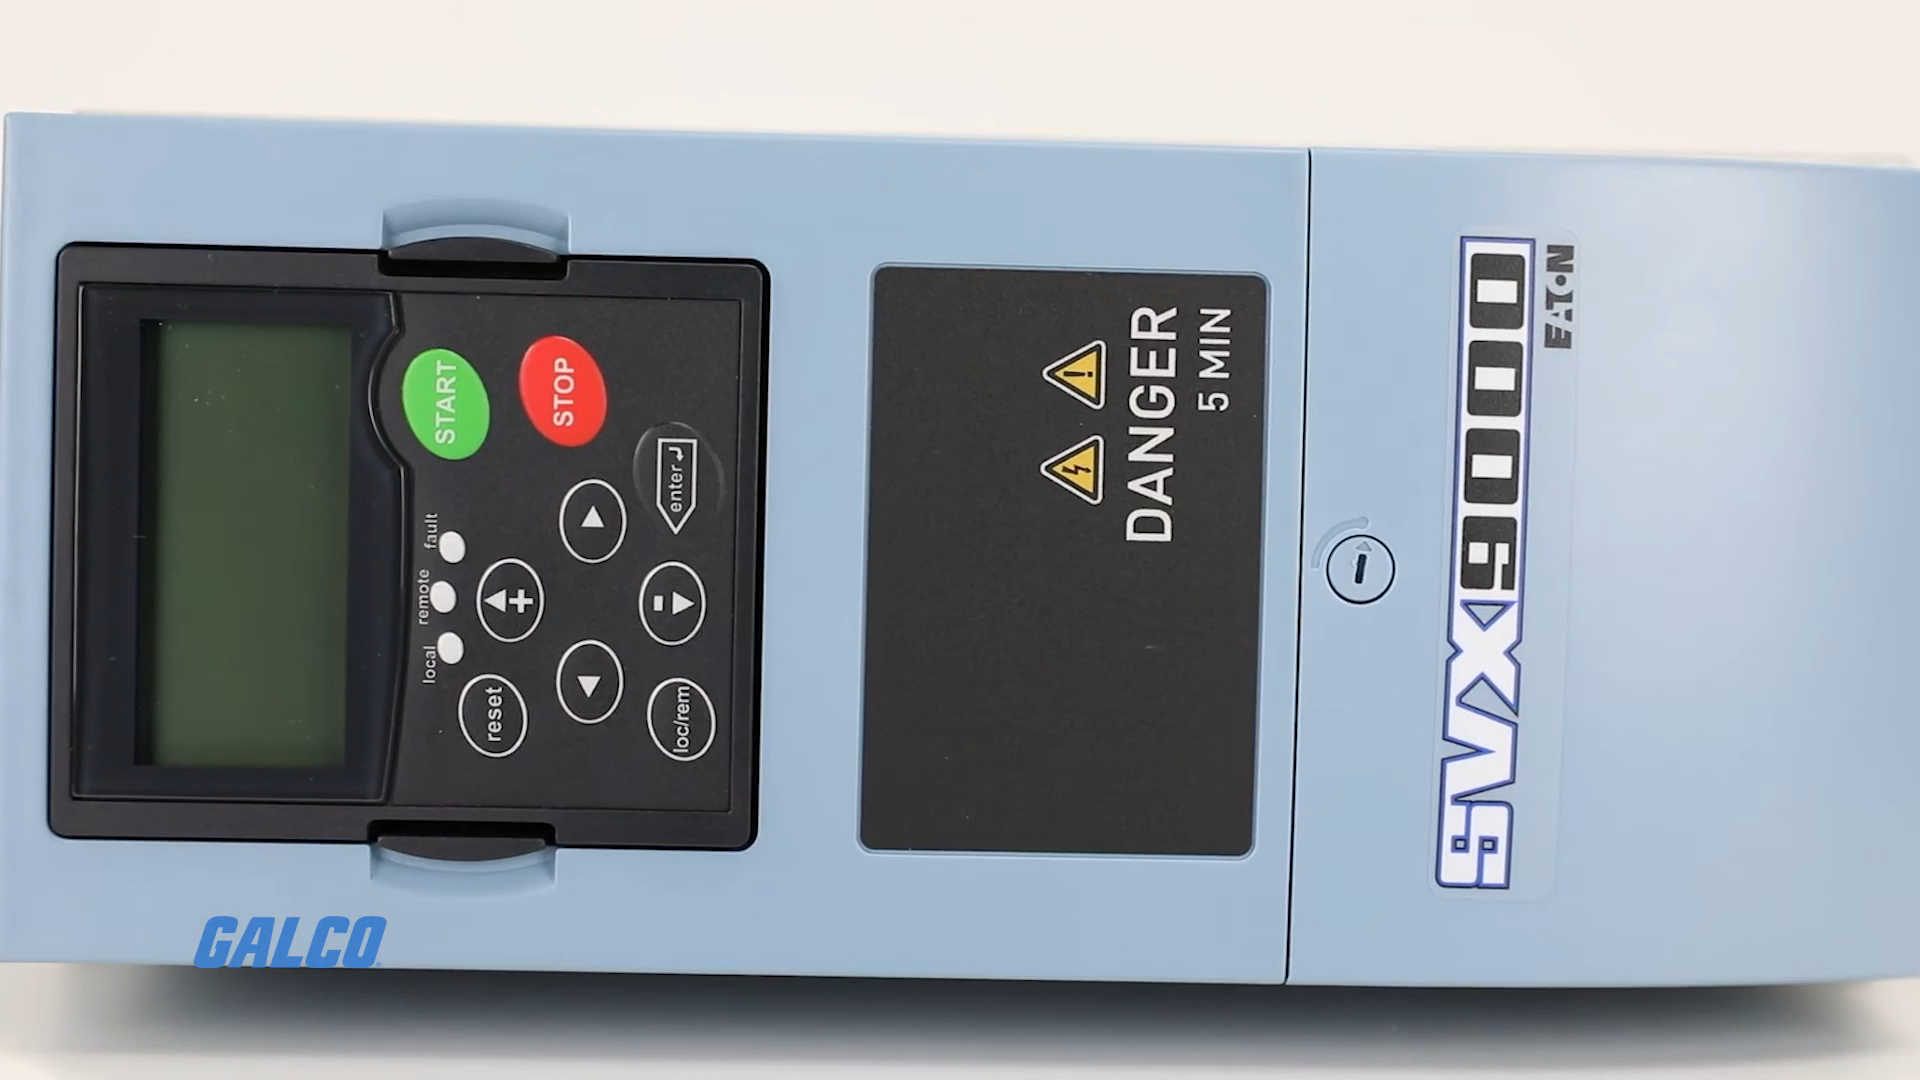 START
STOP
enter
local
remote
fault
reset
loc/rem
DANGER
5 MIN
SVX9000
EATON
GALCO